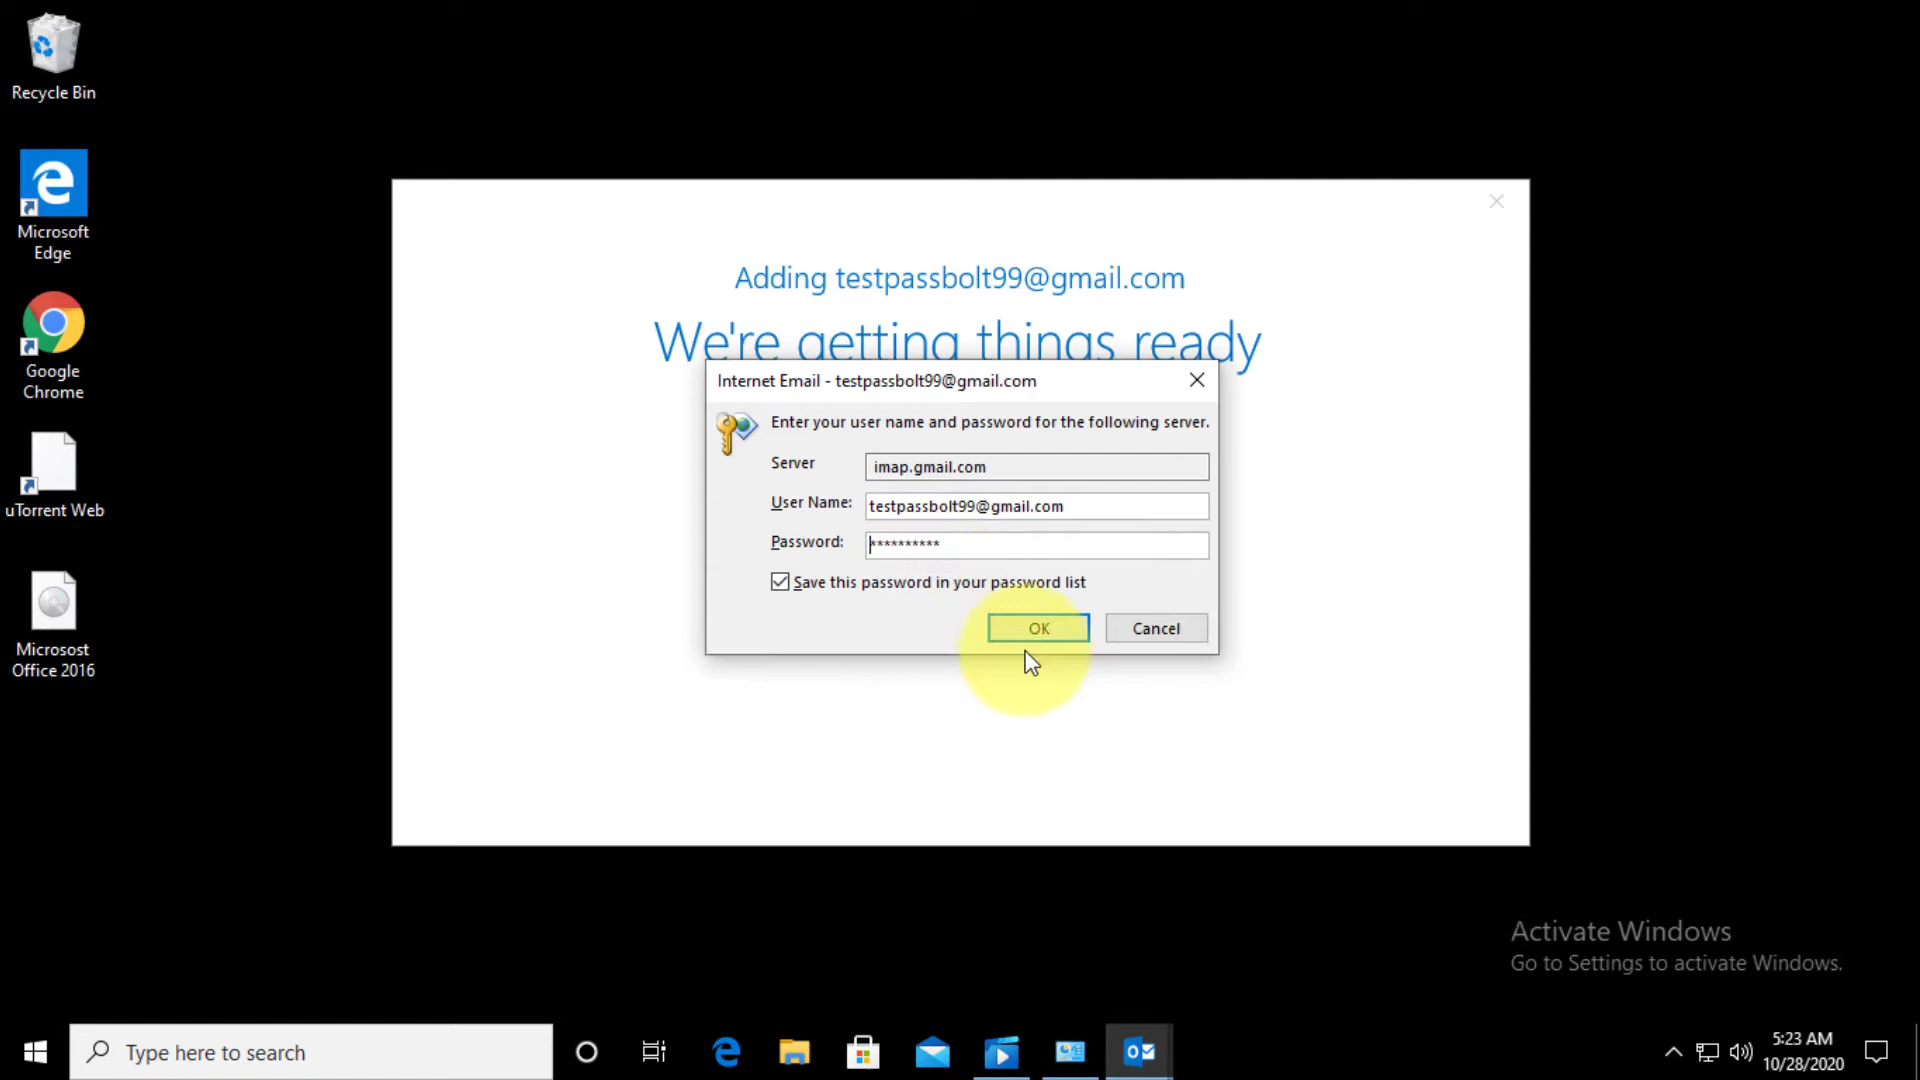 Recycle Bin
Microsoft
Edge
Google
Chrome
uTorrent Web
Microsost
Office 2016
Adding testpassbolt99@gmail.com
We're getting things ready
Internet Email - testpassbolt99@gmail.com
Enter your user name and password for the following server.
Server
imap.gmail.com
User Name:
testpassbolt99@gmail.com
Password:
**********
Save this password in your password list
OK
Cancel
Activate Windows
Go to Settings to activate Windows.
Type here to search
5:23 AM
10/28/2020